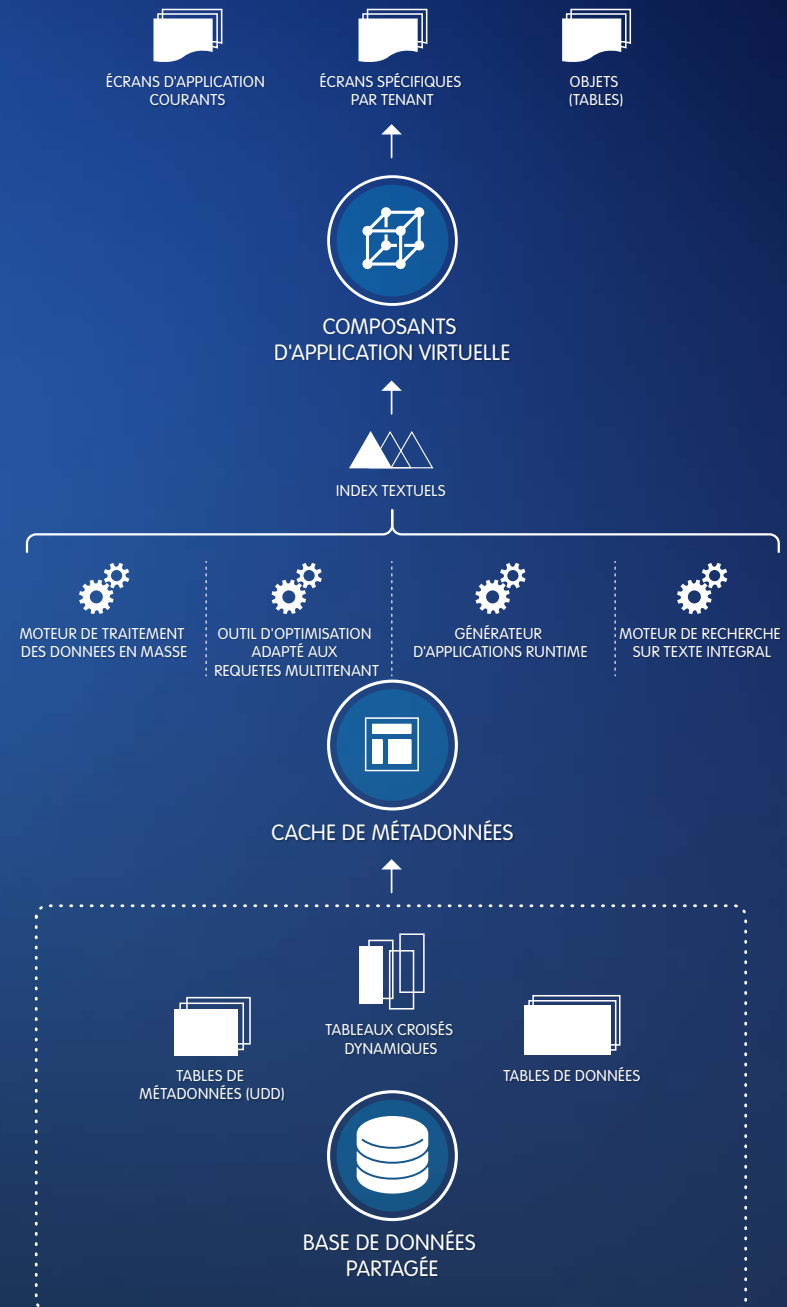 ÉCRANS D'APPLICATION
COURANTS
ÉCRANS SPÉCIFIQUES
PAR TENANT
OBJETS
(TABLES)
COMPOSANTS
D'APPLICATION VIRTUELLE
INDEX TEXTUELS
MOTEUR DE TRAITEMENT
DES DONNEES EN MASSE
OUTIL D'OPTIMISATION
ADAPTÉ AUX
REQUETES MULTITENANT
GÉNÉRATEUR
D'APPLICATIONS RUNTIME
MOTEUR DE RECHERCHE
SUR TEXTE INTEGRAL
CACHE DE MÉTADONNÉES
TABLEAUX CROISÉS
DYNAMIQUES
TABLES DE
MÉTADONNÉES (UDD)
TABLES DE DONNÉES
BASE DE DONNÉES
PARTAGÉE